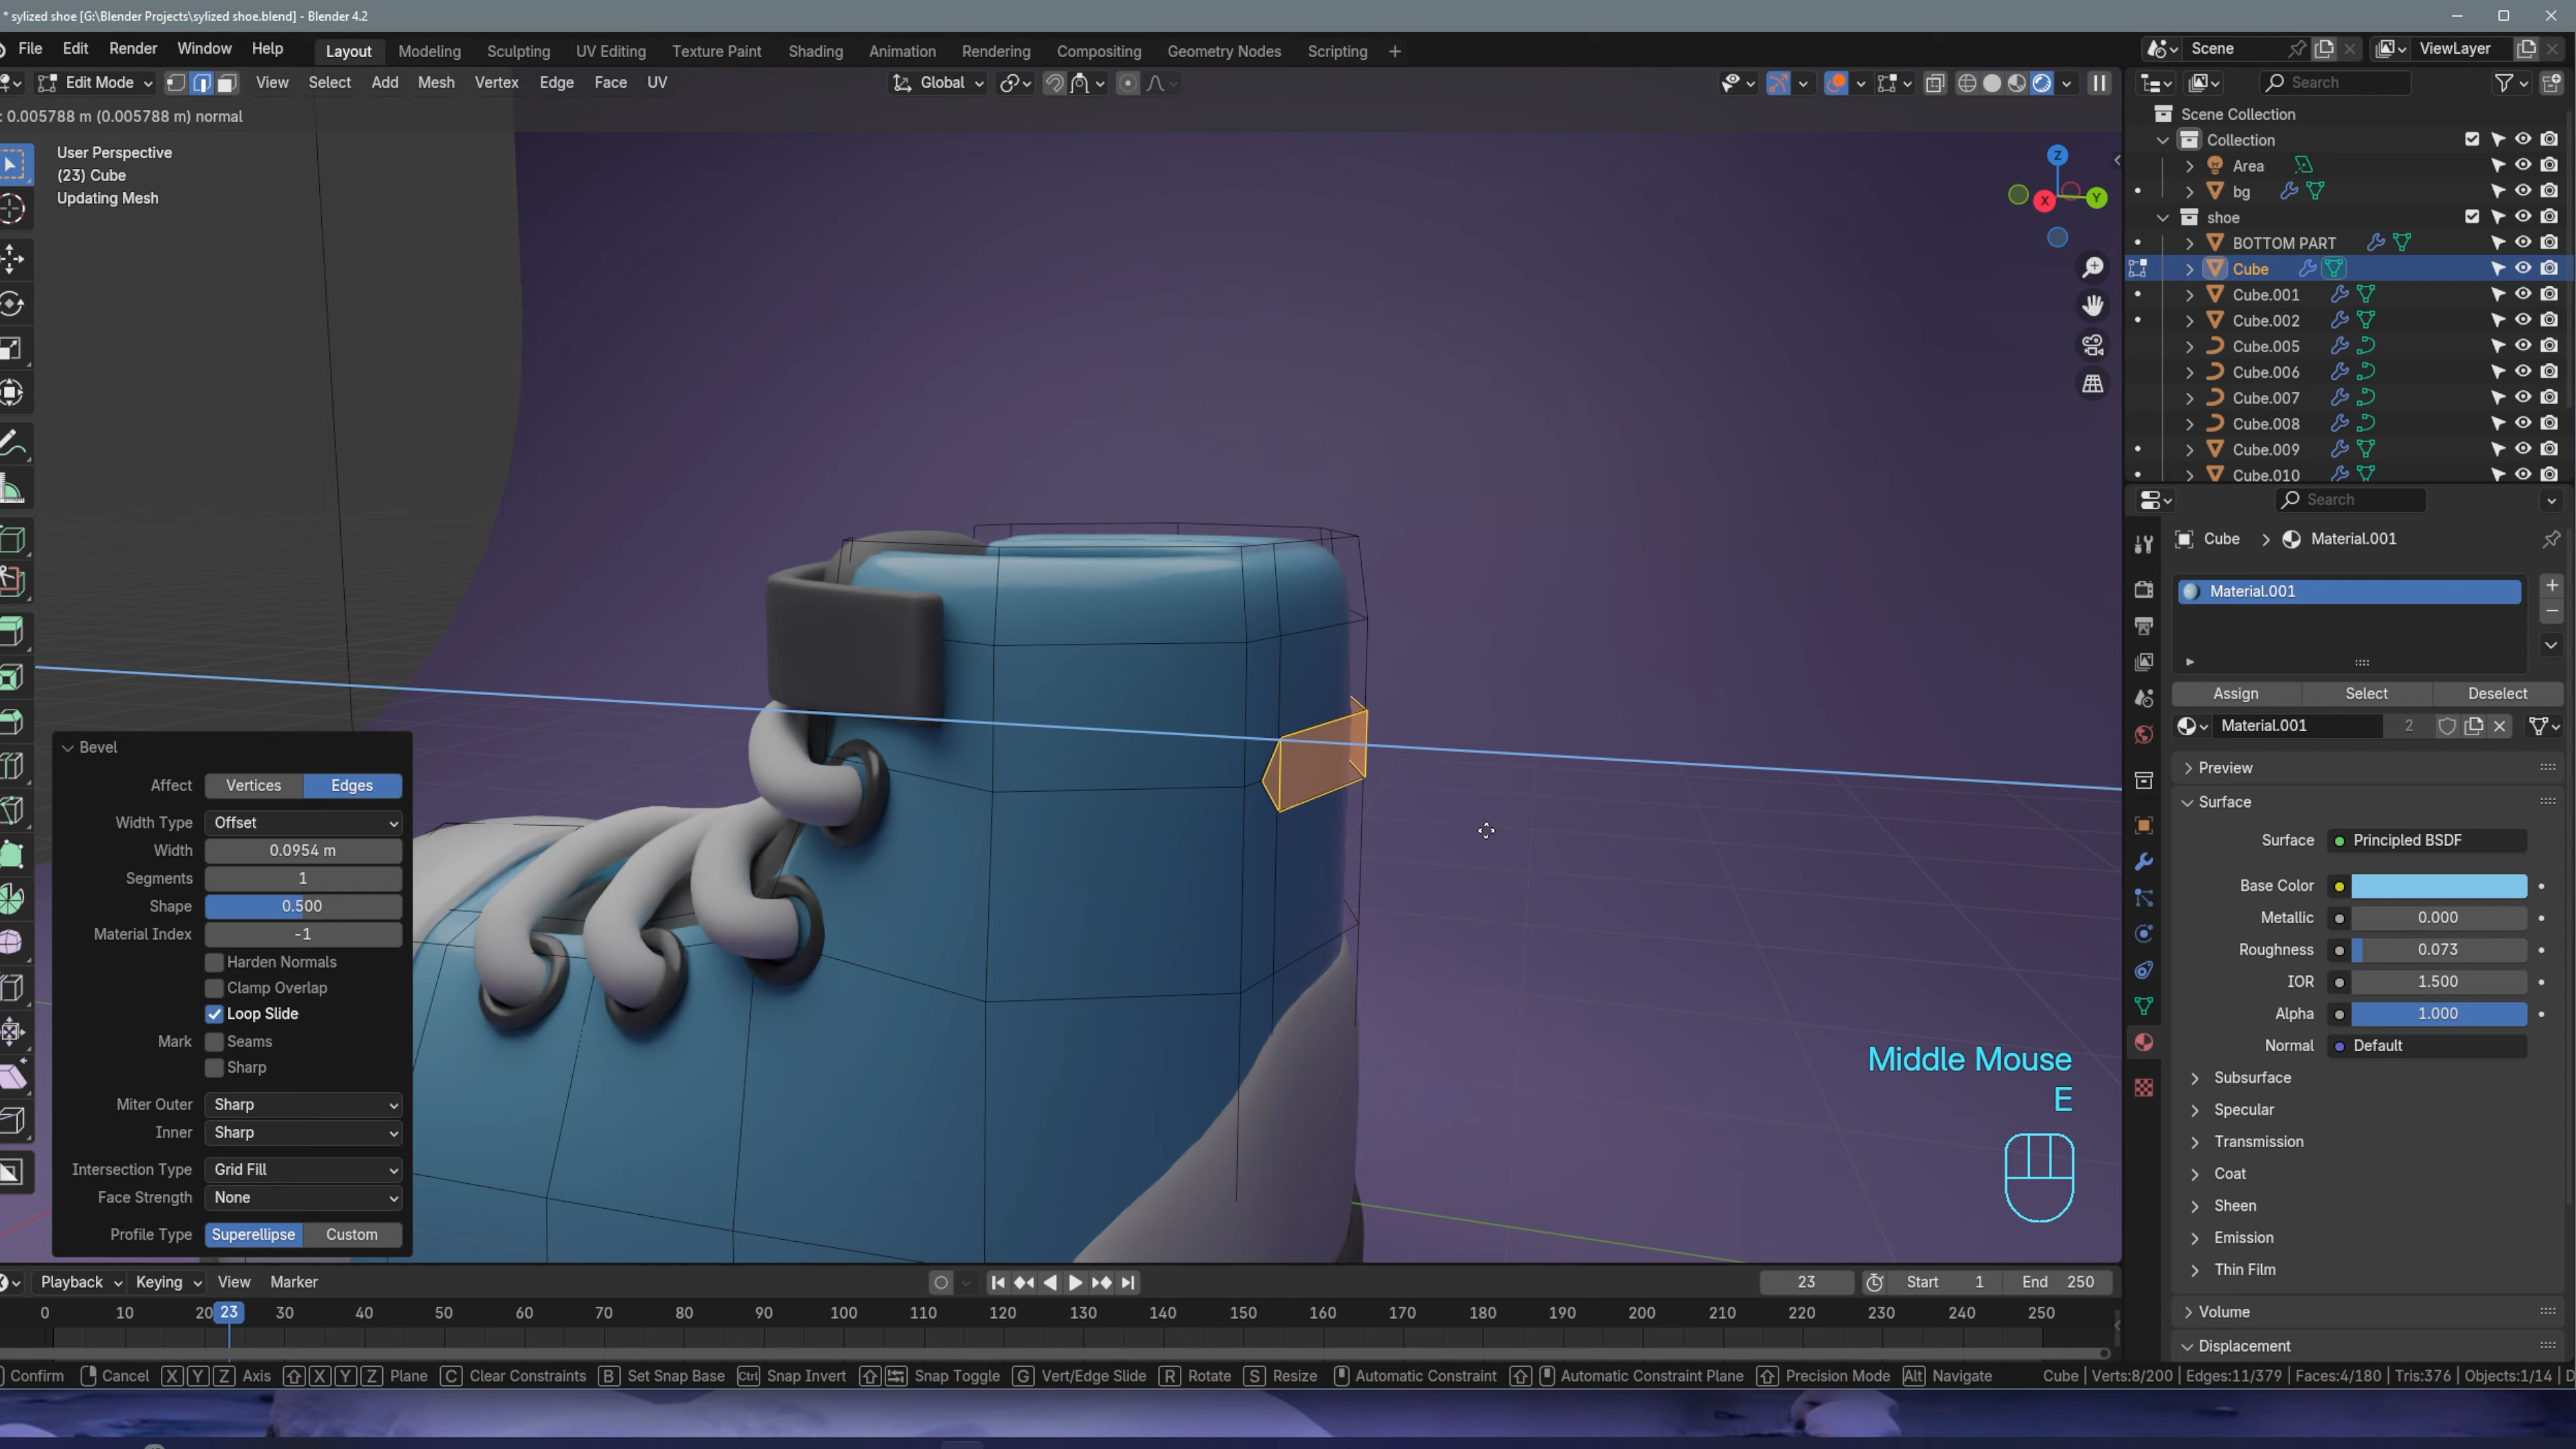 * sylized shoe [G:\Blender Projects\sylized shoe.blend] - Blender 4.2
File Edit Render Window Help Layout Modeling Sculpting UV Editing Texture Paint Shading Animation Rendering Compositing Geometry Nodes Scripting + Scene ViewLayer
Edit Mode View Select Add Mesh Vertex Edge Face UV Global Search
: 0.005788 m (0.005788 m) normal
User Perspective
(23) Cube
Updating Mesh
Z
X
Y
Scene Collection
Collection
Area
bg
shoe
BOTTOM PART
Cube
Cube.001
Cube.002
Cube.005
Cube.006
Cube.007
Cube.008
Cube.009
Cube.010
Search
Cube > Material.001
Material.001
Assign Select Deselect
Material.001 2
Preview
Surface
Surface Principled BSDF
Base Color
Metallic 0.000
Roughness 0.073
IOR 1.500
Alpha 1.000
Normal Default
Subsurface
Specular
Transmission
Coat
Sheen
Emission
Thin Film
Volume
Displacement
Bevel
Affect Vertices Edges
Width Type Offset
Width 0.0954 m
Segments 1
Shape 0.500
Material Index -1
Harden Normals
Clamp Overlap
Loop Slide
Mark Seams
Sharp
Miter Outer Sharp
Inner Sharp
Intersection Type Grid Fill
Face Strength None
Profile Type Superellipse Custom
Middle Mouse
E
Playback Keying View Marker 23 Start 1 End 250
0 10 20 23 30 40 50 60 70 80 90 100 110 120 130 140 150 160 170 180 190 200 210 220 230 240 250
Confirm Cancel X Y Z Axis X Y Z Plane C Clear Constraints B Set Snap Base Ctrl Snap Invert Snap Toggle G Vert/Edge Slide R Rotate S Resize Automatic Constraint Automatic Constraint Plane Precision Mode Alt Navigate Cube | Verts:8/200 | Edges:11/379 | Faces:4/180 | Tris:376 | Objects:1/14 |